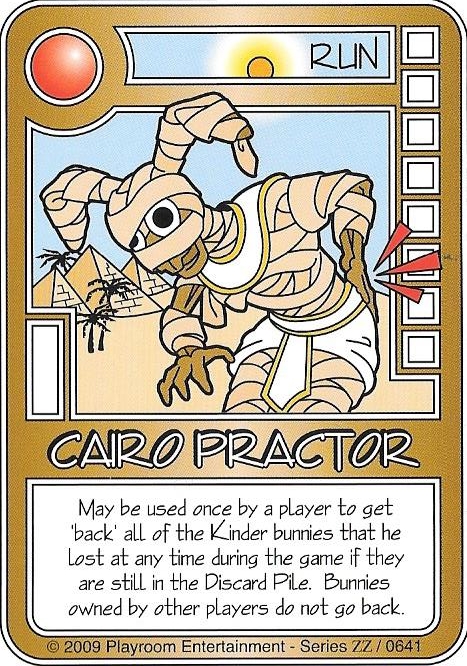 RUN
CAIRO PRACTOR
May be used once by a player to get
'back' all of the Kinder bunnies that he
lost at any time during the game if they
are still in the Discard Pile. Bunnies
owned by other players do not go back.
© 2009 Playroom Entertainment - Series ZZ / 0641